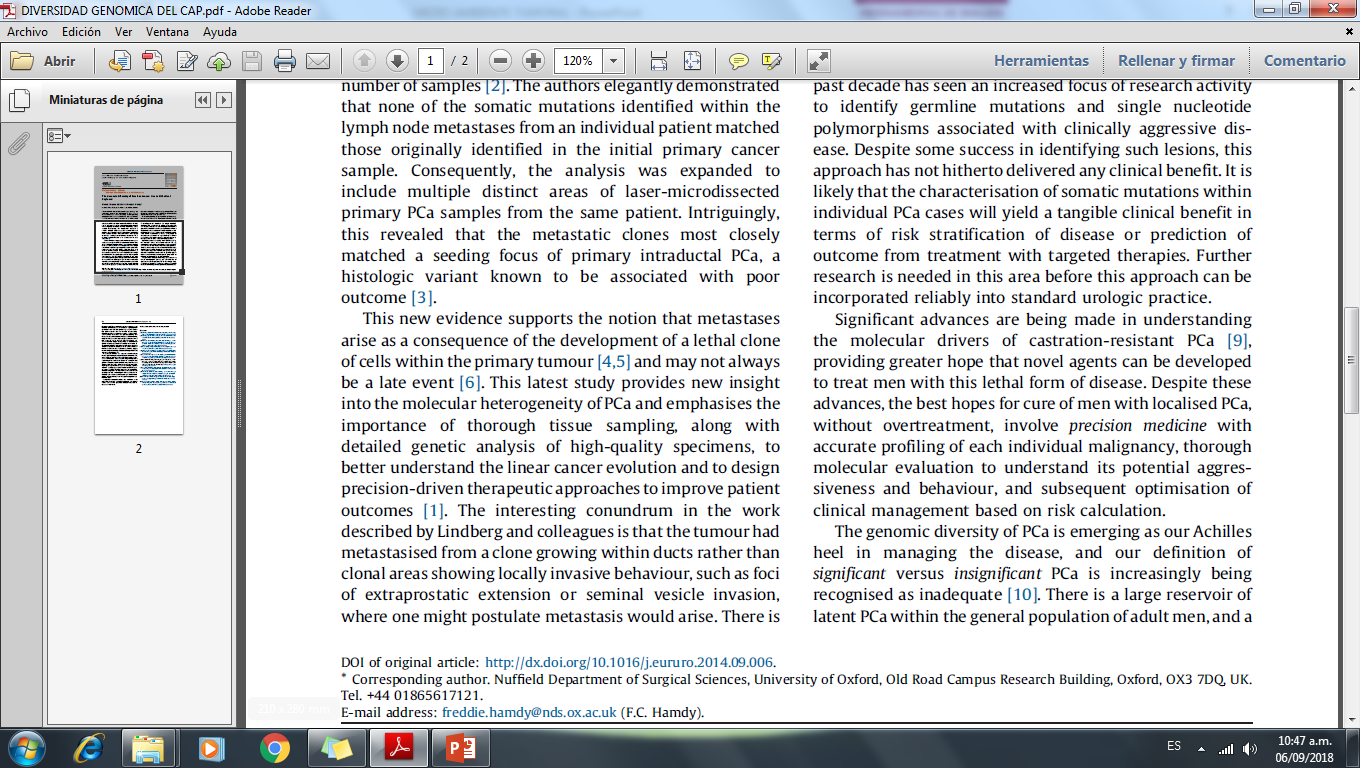 DIVERSIDAD GENOMICA DEL CAP.pdf - Adobe Reader
Archivo Edición Ver Ventana Ayuda
Abrir
1 / 2
120%
Herramientas
Rellenar y firmar
Comentario
Miniaturas de página
1
2
number of samples [2]. The authors elegantly demonstrated
that none of the somatic mutations identified within the
lymph node metastases from an individual patient matched
those originally identified in the initial primary cancer
sample. Consequently, the analysis was expanded to
include multiple distinct areas of laser-microdissected
primary PCa samples from the same patient. Intriguingly,
this revealed that the metastatic clones most closely
matched a seeding focus of primary intraductal PCa, a
histologic variant known to be associated with poor
outcome [3].
This new evidence supports the notion that metastases
arise as a consequence of the development of a lethal clone
of cells within the primary tumour [4,5] and may not always
be a late event [6]. This latest study provides new insight
into the molecular heterogeneity of PCa and emphasises the
importance of thorough tissue sampling, along with
detailed genetic analysis of high-quality specimens, to
better understand the linear cancer evolution and to design
precision-driven therapeutic approaches to improve patient
outcomes [1]. The interesting conundrum in the work
described by Lindberg and colleagues is that the tumour had
metastasised from a clone growing within ducts rather than
clonal areas showing locally invasive behaviour, such as foci
of extraprostatic extension or seminal vesicle invasion,
where one might postulate metastasis would arise. There is
past decade has seen an increased focus of research activity
to identify germline mutations and single nucleotide
polymorphisms associated with clinically aggressive dis-
ease. Despite some success in identifying such lesions, this
approach has not hitherto delivered any clinical benefit. It is
likely that the characterisation of somatic mutations within
individual PCa cases will yield a tangible clinical benefit in
terms of risk stratification of disease or prediction of
outcome from treatment with targeted therapies. Further
research is needed in this area before this approach can be
incorporated reliably into standard urologic practice.
Significant advances are being made in understanding
the molecular drivers of castration-resistant PCa [9],
providing greater hope that novel agents can be developed
to treat men with this lethal form of disease. Despite these
advances, the best hopes for cure of men with localised PCa,
without overtreatment, involve precision medicine with
accurate profiling of each individual malignancy, thorough
molecular evaluation to understand its potential aggres-
siveness and behaviour, and subsequent optimisation of
clinical management based on risk calculation.
The genomic diversity of PCa is emerging as our Achilles
heel in managing the disease, and our definition of
significant versus insignificant PCa is increasingly being
recognised as inadequate [10]. There is a large reservoir of
latent PCa within the general population of adult men, and a
DOI of original article: http://dx.doi.org/10.1016/j.eururo.2014.09.006.
* Corresponding author. Nuffield Department of Surgical Sciences, University of Oxford, Old Road Campus Research Building, Oxford, OX3 7DQ, UK.
Tel. +44 01865617121.
E-mail address: freddie.hamdy@nds.ox.ac.uk (F.C. Hamdy).
ES
10:47 a.m.
06/09/2018